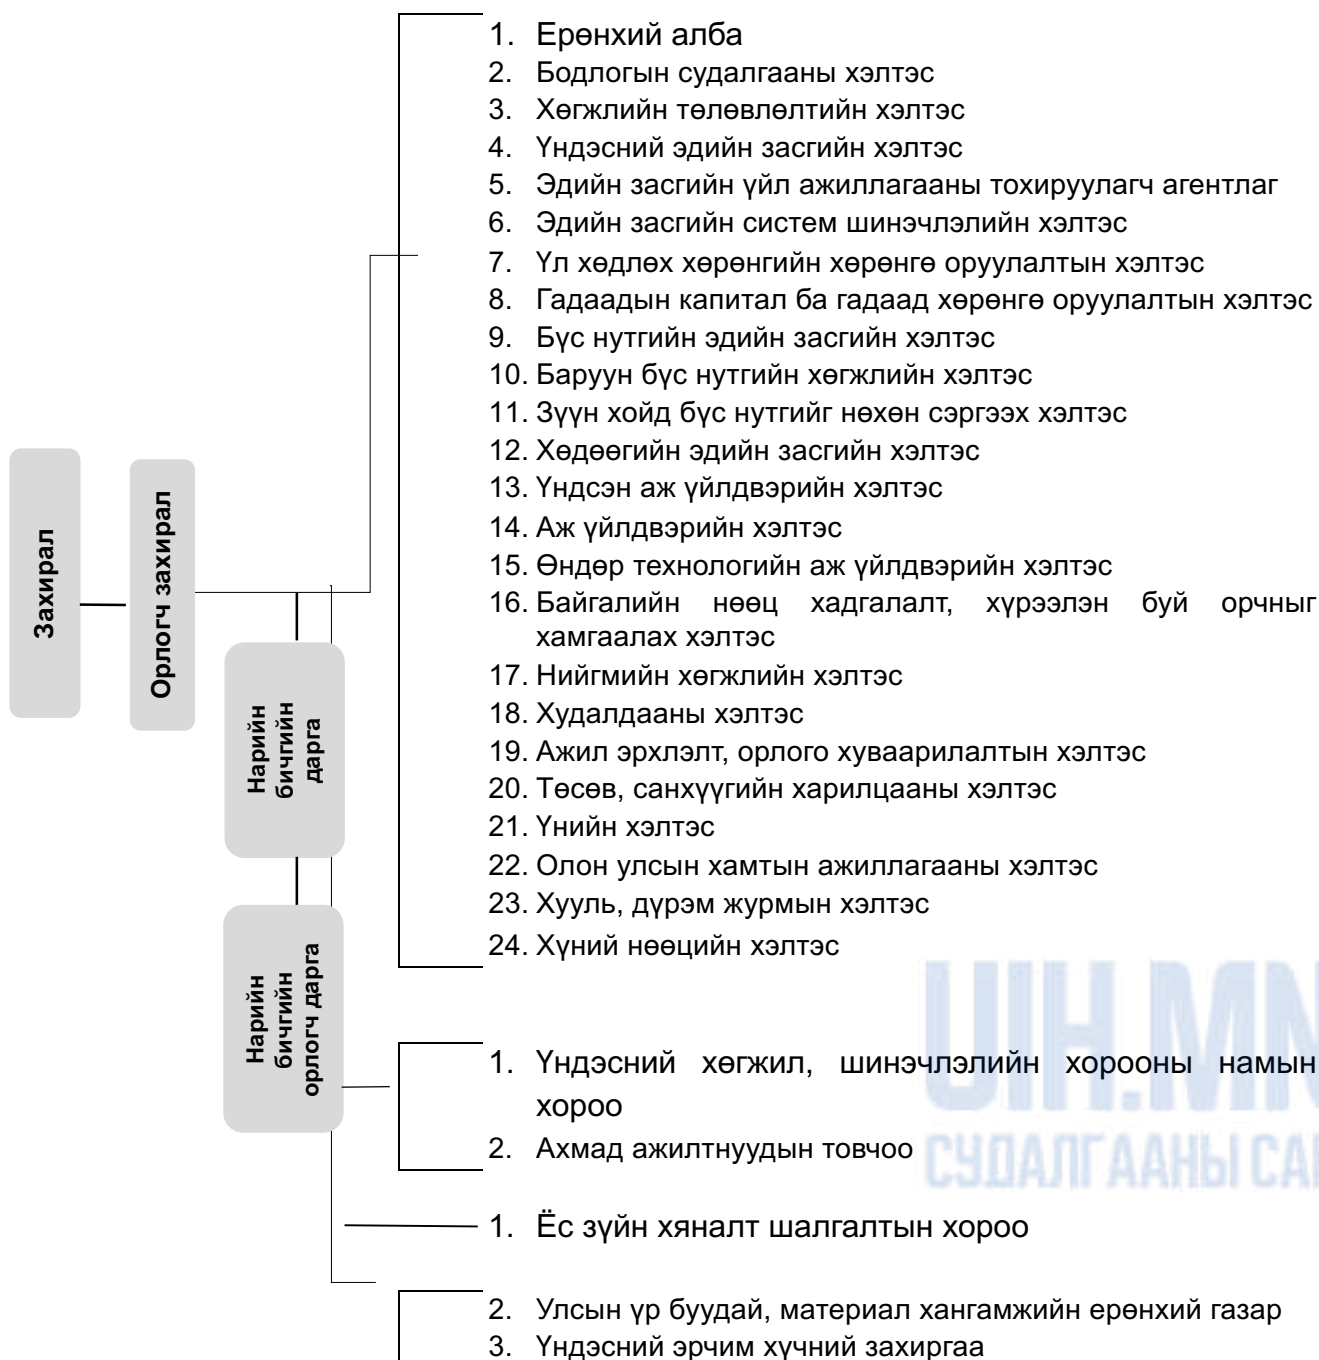 1. Ерөнхий алба
2. Бодлогын судалгааны хэлтэс
3. Хөгжлийн төлөвлөлтийн хэлтэс
4. Үндэсний эдийн засгийн хэлтэс
5. Эдийн засгийн үйл ажиллагааны тохируулагч агентлаг
6. Эдийн засгийн систем шинэчлэлийн хэлтэс
7. Үл хөдлөх хөрөнгийн хөрөнгө оруулалтын хэлтэс
8. Гадаадын капитал ба гадаад хөрөнгө оруулалтын хэлтэс
9. Бүс нутгийн эдийн засгийн хэлтэс
10. Баруун бүс нутгийн хөгжлийн хэлтэс
11. Зүүн хойд бүс нутгийг нөхөн сэргээх хэлтэс
12. Хөдөөгийн эдийн засгийн хэлтэс
13. Үндсэн аж үйлдвэрийн хэлтэс
14. Аж үйлдвэрийн хэлтэс
15. Өндөр технологийн аж үйлдвэрийн хэлтэс
16. Байгалийн нөөц хадгалалт, хүрээлэн буй орчныг
хамгаалах хэлтэс
17. Нийгмийн хөгжлийн хэлтэс
18. Худалдааны хэлтэс
19. Ажил эрхлэлт, орлого хуваарилалтын хэлтэс
20. Төсөв, санхүүгийн харилцааны хэлтэс
21. Үнийн хэлтэс
22. Олон улсын хамтын ажиллагааны хэлтэс
23. Хууль, дүрэм журмын хэлтэс
24. Хүний нөөцийн хэлтэс
Захирал
Орлогч захирал
Нарийн
бичгийн
дарга
Нарийн
бичгийн
орлогч дарга
1. Үндэсний хөгжил, шинэчлэлийн хорооны намын
хороо
2. Ахмад ажилтнуудын товчоо
1. Ёс зүйн хяналт шалгалтын хороо
2. Улсын үр буудай, материал хангамжийн ерөнхий газар
3. Үндэсний эрчим хүчний захиргаа
UIH.MN
СУДАЛГААНЫ